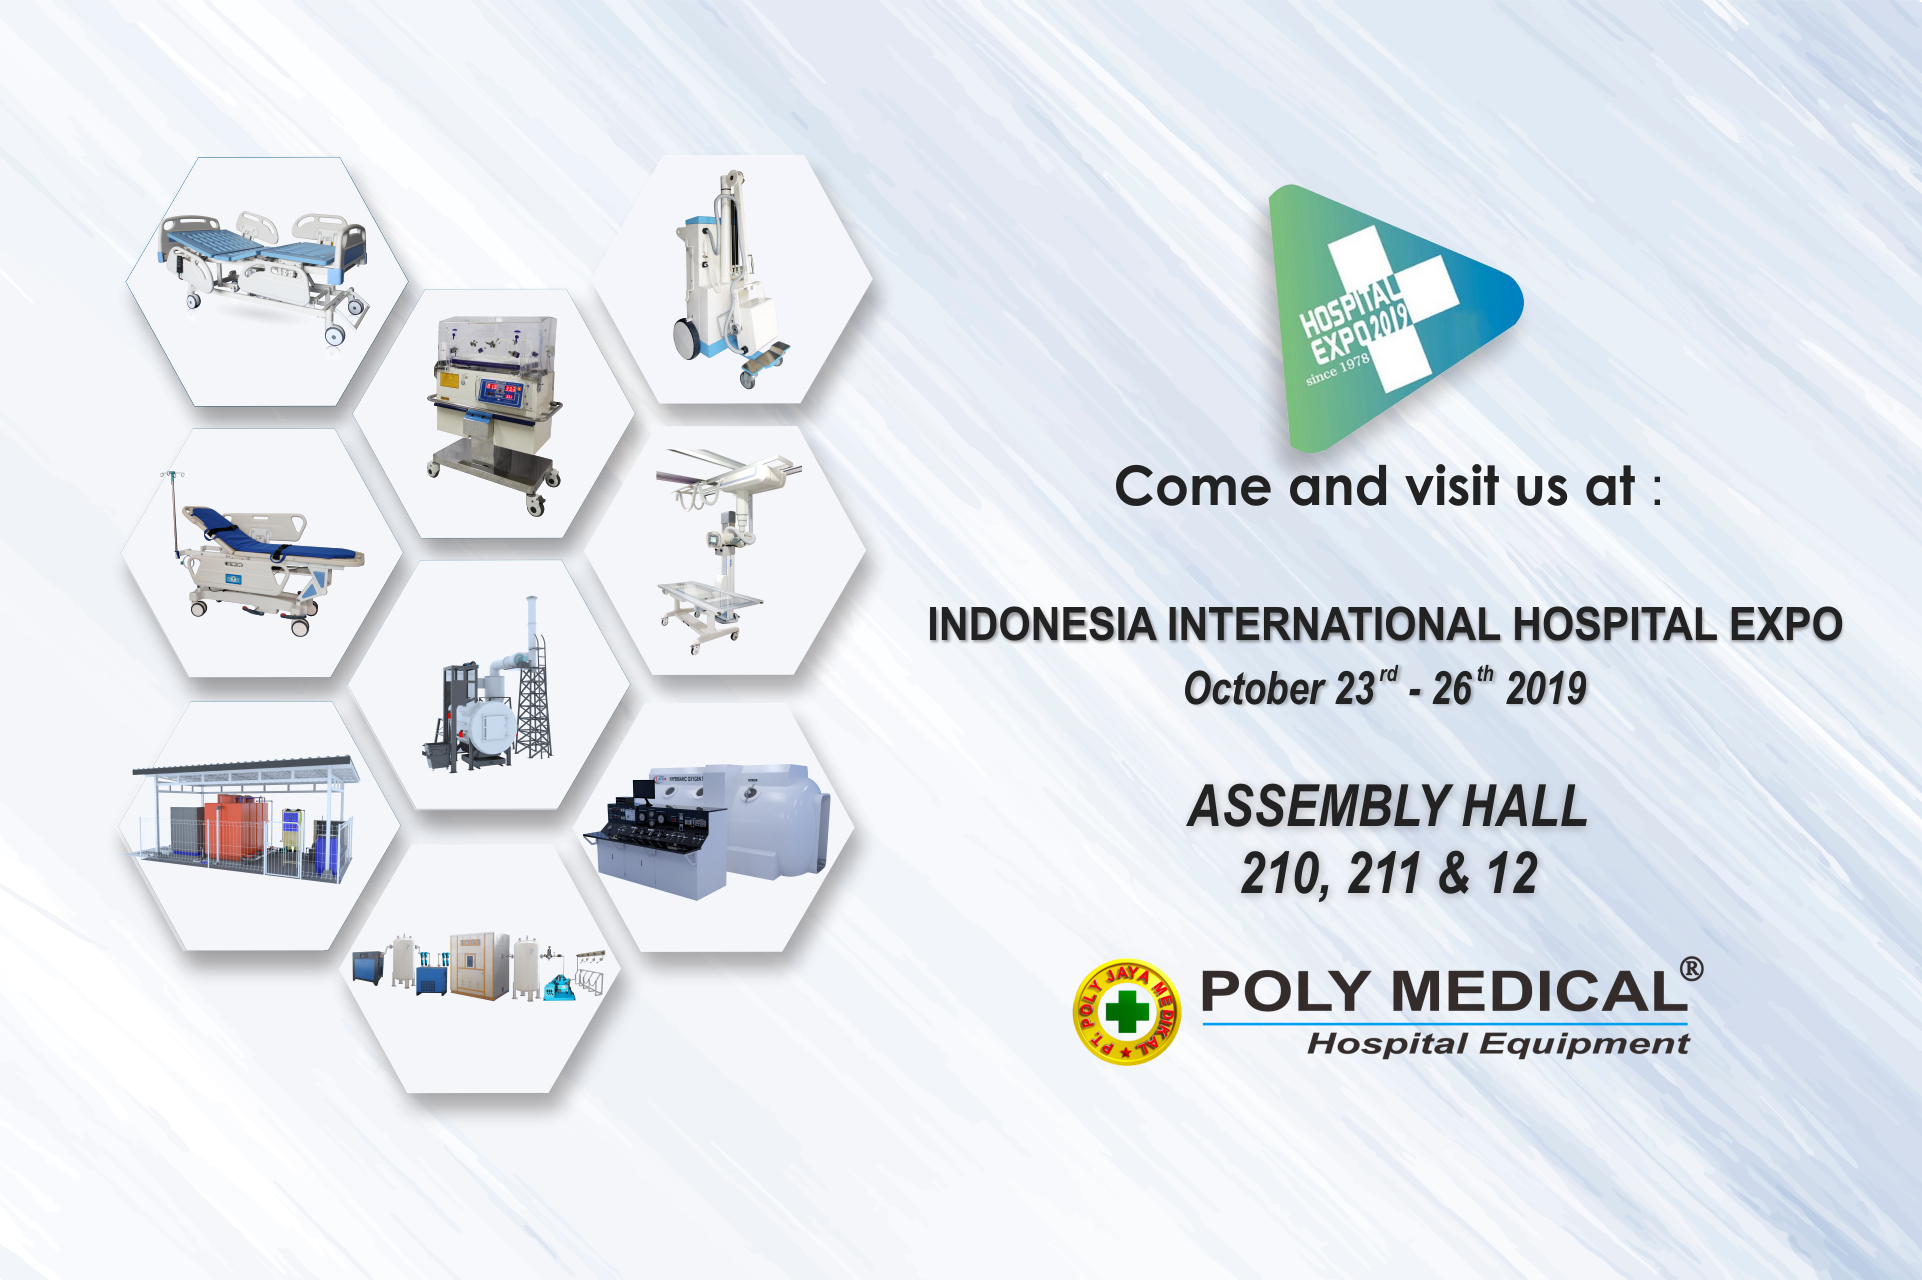 HOSPITAL
EXPO 2019
since 1978
Come and visit us at :
INDONESIA INTERNATIONAL HOSPITAL EXPO
October 23rd - 26th 2019
ASSEMBLY HALL
210, 211 & 12
PT. POLY JAYA MEDIKAL ★
POLY MEDICAL®
Hospital Equipment